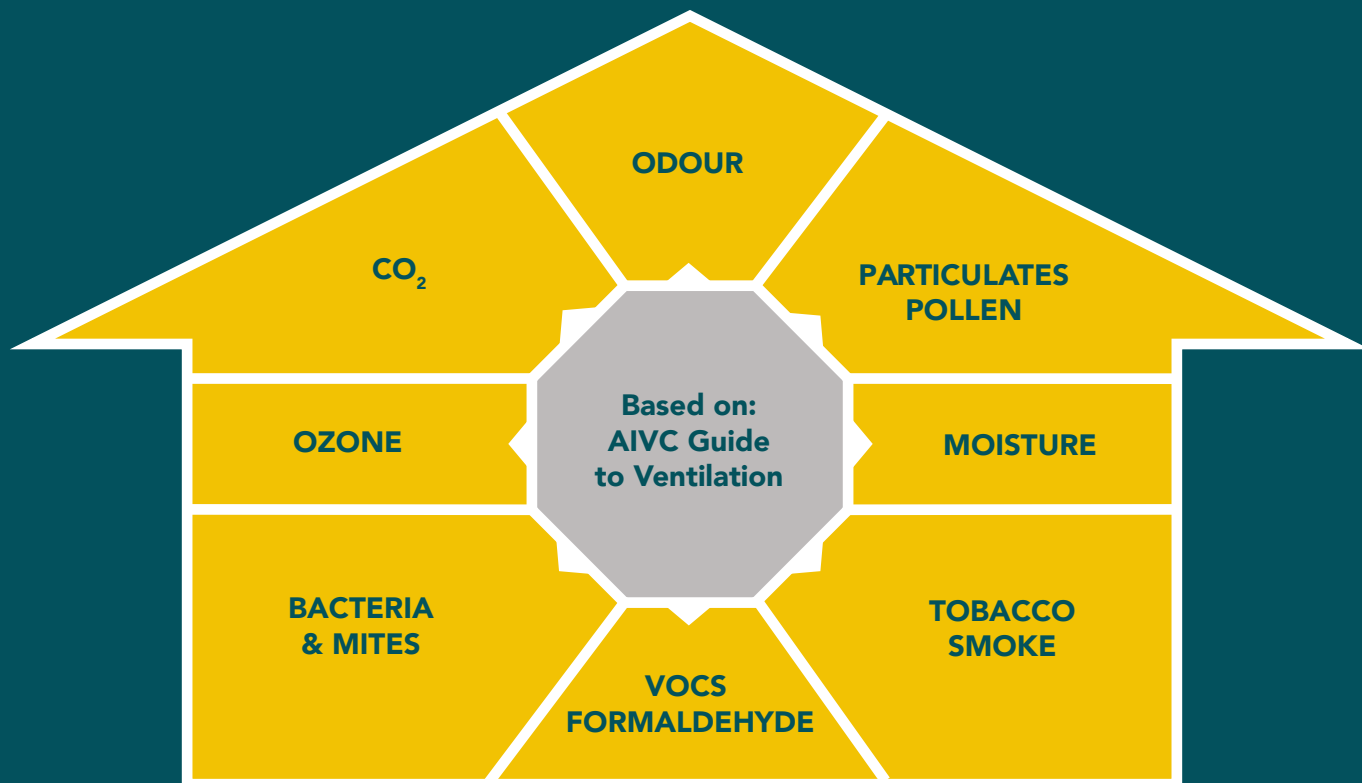 ODOUR
CO₂
PARTICULATES
POLLEN
Based on:
AIVC Guide
to Ventilation
OZONE
MOISTURE
BACTERIA
& MITES
TOBACCO
SMOKE
VOCS
FORMALDEHYDE